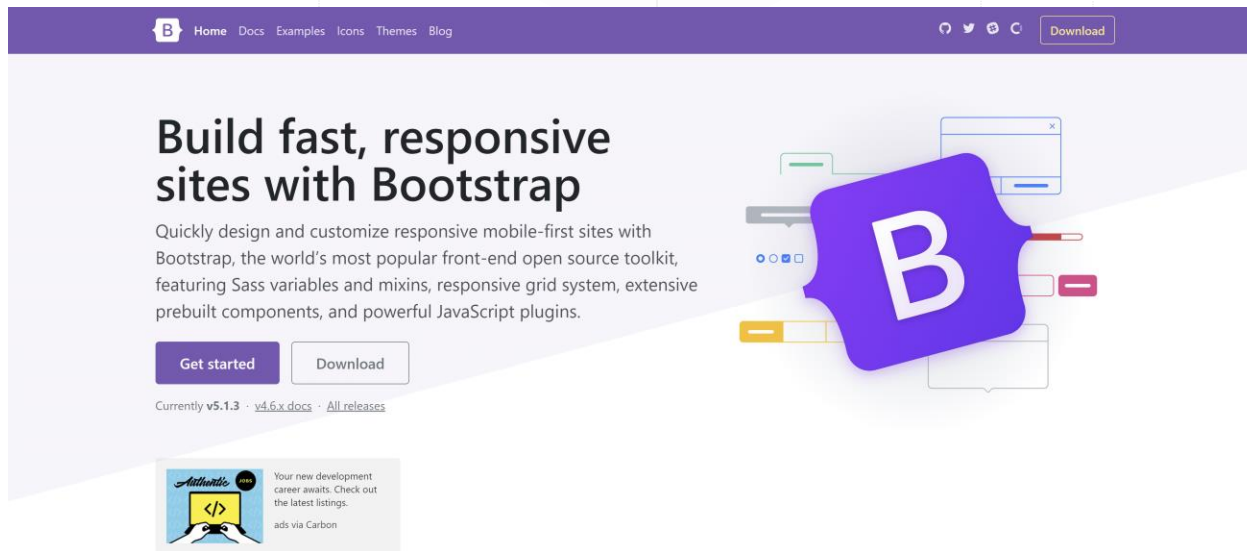 B Home Docs Examples Icons Themes Blog Download
Build fast, responsive
sites with Bootstrap
Quickly design and customize responsive mobile-first sites with
Bootstrap, the world’s most popular front-end open source toolkit,
featuring Sass variables and mixins, responsive grid system, extensive
prebuilt components, and powerful JavaScript plugins.
B
Get started Download
Currently v5.1.3 · v4.6.x docs · All releases
Authentic JOBS
</>
Your new development
career awaits. Check out
the latest listings.
ads via Carbon